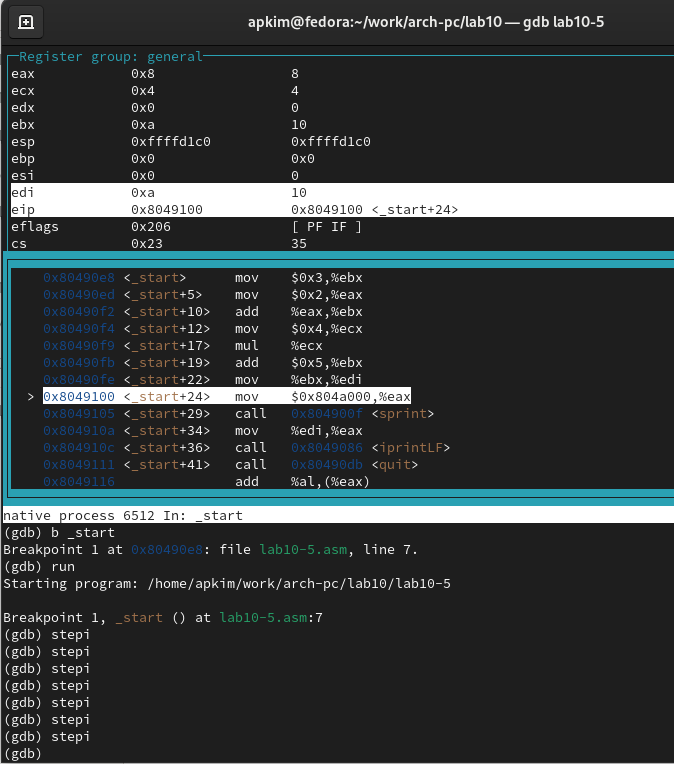 apkim@fedora:~/work/arch-pc/lab10 — gdb lab10-5
Register group: general
eax 0x8 8
ecx 0x4 4
edx 0x0 0
ebx 0xa 10
esp 0xffffd1c0 0xffffd1c0
ebp 0x0 0x0
esi 0x0 0
edi 0xa 10
eip 0x8049100 0x8049100 <_start+24>
eflags 0x206 [ PF IF ]
cs 0x23 35
0x80490e8 <_start> mov $0x3,%ebx
0x80490ed <_start+5> mov $0x2,%eax
0x80490f2 <_start+10> add %eax,%ebx
0x80490f4 <_start+12> mov $0x4,%ecx
0x80490f9 <_start+17> mul %ecx
0x80490fb <_start+19> add $0x5,%ebx
0x80490fe <_start+22> mov %ebx,%edi
> 0x8049100 <_start+24> mov $0x804a000,%eax
0x8049105 <_start+29> call 0x804900f <sprint>
0x804910a <_start+34> mov %edi,%eax
0x804910c <_start+36> call 0x8049086 <iprintLF>
0x8049111 <_start+41> call 0x80490db <quit>
0x8049116 add %al,(%eax)
native process 6512 In: _start
(gdb) b _start
Breakpoint 1 at 0x80490e8: file lab10-5.asm, line 7.
(gdb) run
Starting program: /home/apkim/work/arch-pc/lab10/lab10-5
Breakpoint 1, _start () at lab10-5.asm:7
(gdb) stepi
(gdb) stepi
(gdb) stepi
(gdb) stepi
(gdb) stepi
(gdb) stepi
(gdb) stepi
(gdb)